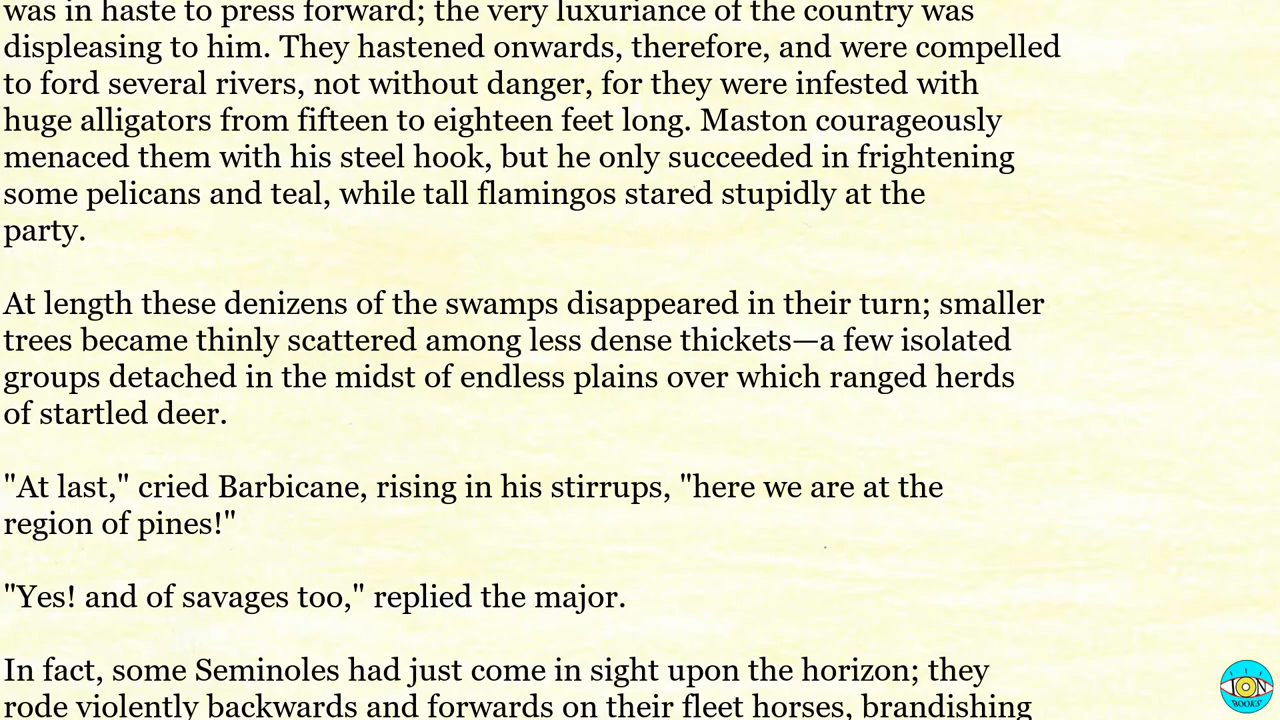 was in haste to press forward; the very luxuriance of the country was
displeasing to him. They hastened onwards, therefore, and were compelled
to ford several rivers, not without danger, for they were infested with
huge alligators from fifteen to eighteen feet long. Maston courageously
menaced them with his steel hook, but he only succeeded in frightening
some pelicans and teal, while tall flamingos stared stupidly at the
party.
At length these denizens of the swamps disappeared in their turn; smaller
trees became thinly scattered among less dense thickets—a few isolated
groups detached in the midst of endless plains over which ranged herds
of startled deer.
"At last," cried Barbicane, rising in his stirrups, "here we are at the
region of pines!"
"Yes! and of savages too," replied the major.
In fact, some Seminoles had just come in sight upon the horizon; they
rode violently backwards and forwards on their fleet horses, brandishing
ION
BOOKS